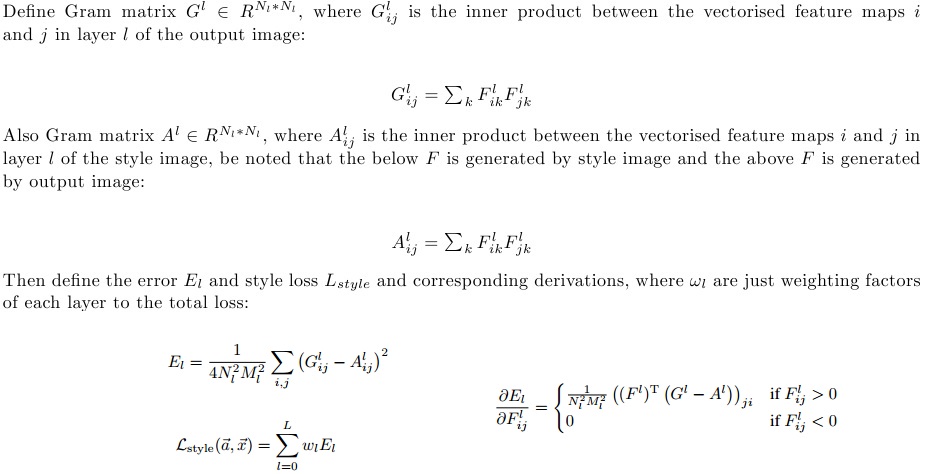 Define Gram matrix $G^l \in R^{N_l * N_l}$, where $G^l_{ij}$ is the inner product between the vectorised feature maps $i$
and $j$ in layer $l$ of the output image:
$G^l_{ij} = \sum_k F^l_{ik} F^l_{jk}$
Also Gram matrix $A^l \in R^{N_l * N_l}$, where $A^l_{ij}$ is the inner product between the vectorised feature maps $i$ and $j$ in
layer $l$ of the style image, be noted that the below $F$ is generated by style image and the above $F$ is generated
by output image:
$A^l_{ij} = \sum_k F^l_{ik} F^l_{jk}$
Then define the error $E_l$ and style loss $L_{style}$ and corresponding derivations, where $\omega_l$ are just weighting factors
of each layer to the total loss:
$E_l = \frac{1}{4N_l^2 M_l^2} \sum_{i,j} \left( G^l_{ij} - A^l_{ij} \right)^2$
$\mathcal{L}_{\text{style}}(\vec{a}, \vec{x}) = \sum_{l=0}^{L} w_l E_l$
$\frac{\partial E_l}{\partial F^l_{ij}} = \begin{cases} \frac{1}{N_l^2 M_l^2} \left( (F^l)^{\mathrm{T}} \left( G^l - A^l \right) \right)_{ji} & \text{if } F^l_{ij} > 0 \\ 0 & \text{if } F^l_{ij} < 0 \end{cases}$